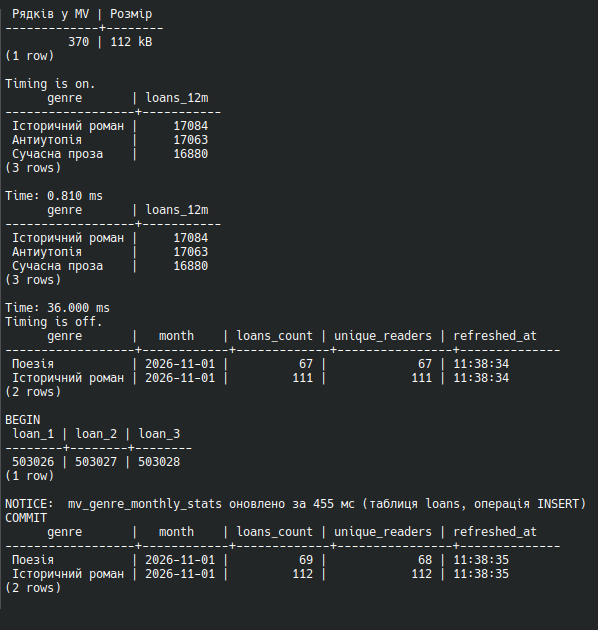 Рядків у MV | Розмір
-------------+--------
         370 | 112 kB
(1 row)

Timing is on.
      genre       | loans_12m
------------------+-----------
 Історичний роман |     17084
 Антиутопія       |     17063
 Сучасна проза    |     16880
(3 rows)

Time: 0.810 ms
      genre       | loans_12m
------------------+-----------
 Історичний роман |     17084
 Антиутопія       |     17063
 Сучасна проза    |     16880
(3 rows)

Time: 36.000 ms
Timing is off.
      genre       |   month    | loans_count | unique_readers | refreshed_at
------------------+------------+-------------+----------------+--------------
 Поезія           | 2026-11-01 |          67 |             67 | 11:38:34
 Історичний роман | 2026-11-01 |         111 |            111 | 11:38:34
(2 rows)

BEGIN
 loan_1 | loan_2 | loan_3
--------+--------+--------
 503026 | 503027 | 503028
(1 row)

NOTICE:  mv_genre_monthly_stats оновлено за 455 мс (таблиця loans, операція INSERT)
COMMIT
      genre       |   month    | loans_count | unique_readers | refreshed_at
------------------+------------+-------------+----------------+--------------
 Поезія           | 2026-11-01 |          69 |             68 | 11:38:35
 Історичний роман | 2026-11-01 |         112 |            112 | 11:38:35
(2 rows)